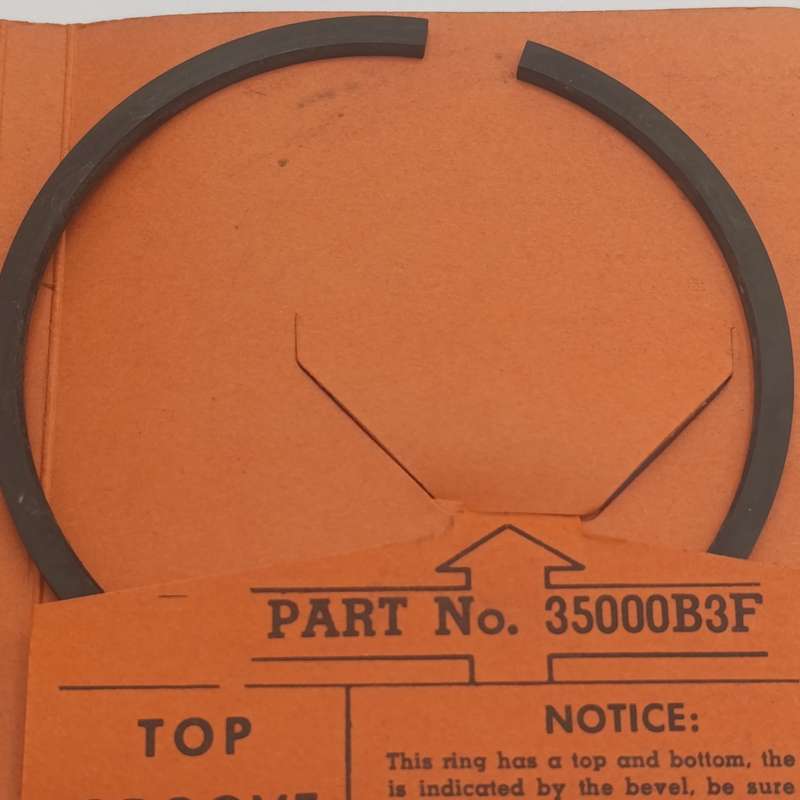 PART No. 35000B3F
TOP
NOTICE:
This ring has a top and bottom, the
is indicated by the bevel, be sure